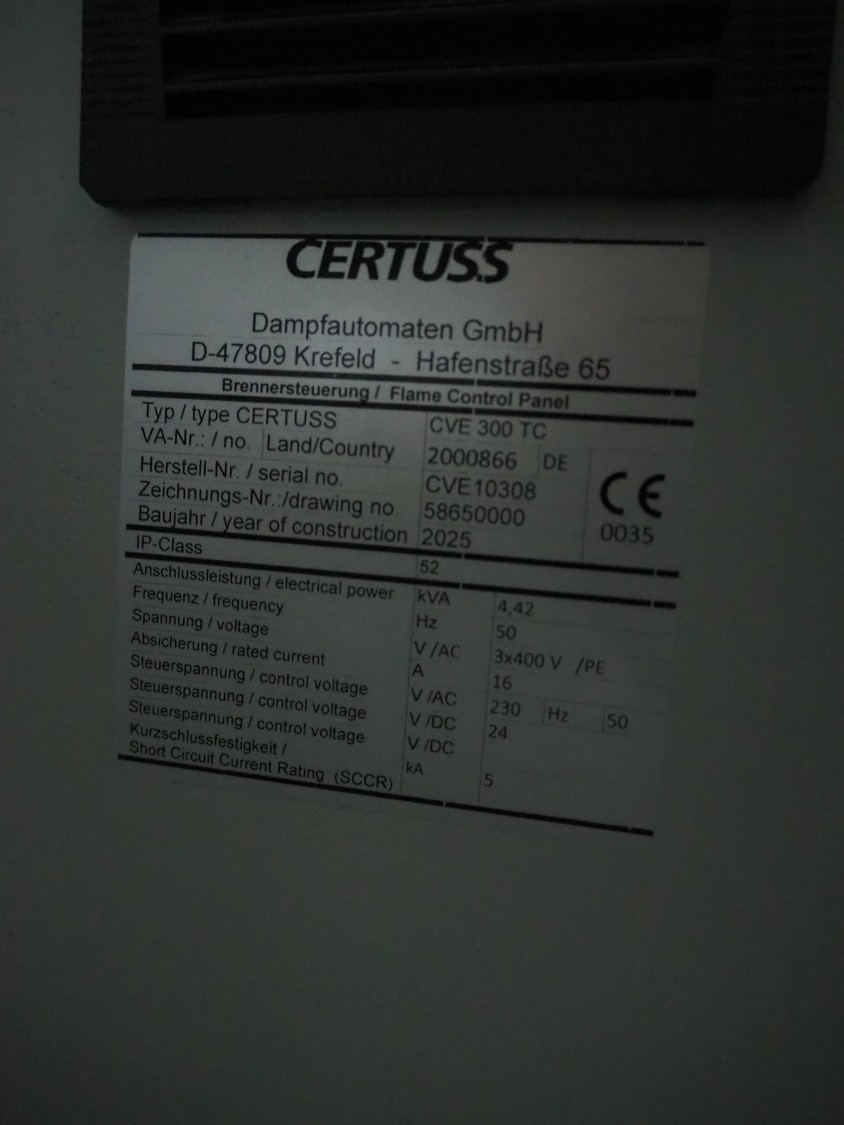 CERTUSS
Dampfautomaten GmbH
D-47809 Krefeld - Hafenstraße 65
Brennersteuerung / Flame Control Panel
Typ / type CERTUSS CVE 300 TC
VA-Nr.: / no. Land/Country 2000866 DE
Herstell-Nr. / serial no. CVE10308
Zeichnungs-Nr.:/drawing no. 58650000
Baujahr / year of construction 2025
CE
0035
IP-Class 52
Anschlussleistung / electrical power kVA 4,42
Frequenz / frequency Hz 50
Spannung / voltage V /AC 3x400 V /PE
Absicherung / rated current A 16
Steuerspannung / control voltage V /AC 230 Hz 50
Steuerspannung / control voltage V /DC 24
Steuerspannung / control voltage V /DC
Kurzschlussfestigkeit /
Short Circuit Current Rating (SCCR) kA 5